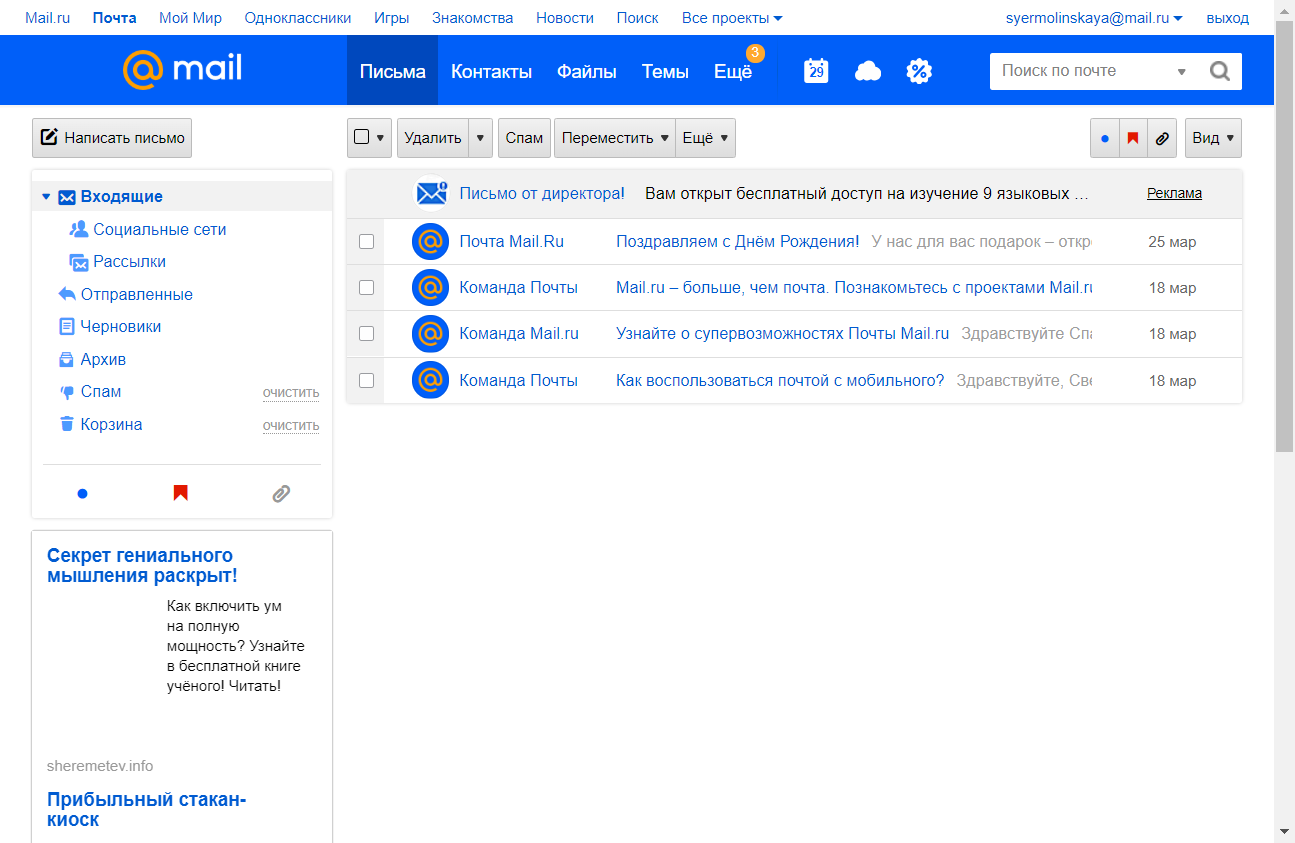 Mail.ru Почта Мой Мир Одноклассники Игры Знакомства Новости Поиск Все проекты syermolinskaya@mail.ru выход
@mail Письма Контакты Файлы Темы Ещё 3 29 % Поиск по почте
Написать письмо Удалить Спам Переместить Ещё Вид
Входящие
Социальные сети
Рассылки
Отправленные
Черновики
Архив
Спам очистить
Корзина очистить
Письмо от директора! Вам открыт бесплатный доступ на изучение 9 языковых … Реклама
Почта Mail.Ru Поздравляем с Днём Рождения! У нас для вас подарок – откр 25 мар
Команда Почты Mail.ru – больше, чем почта. Познакомьтесь с проектами Mail.ru 18 мар
Команда Mail.ru Узнайте о супервозможностях Почты Mail.ru Здравствуйте Спа 18 мар
Команда Почты Как воспользоваться почтой с мобильного? Здравствуйте, Све 18 мар
Секрет гениального
мышления раскрыт!
Как включить ум
на полную
мощность? Узнайте
в бесплатной книге
учёного! Читать!
sheremetev.info
Прибыльный стакан-
киоск